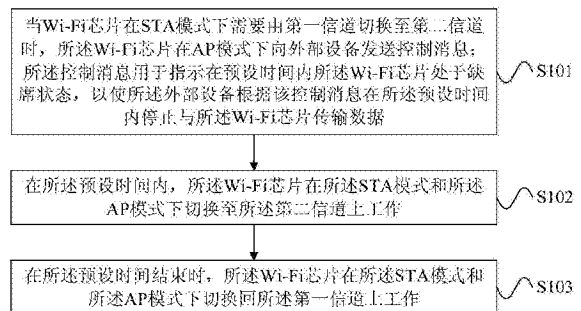 当Wi-Fi芯片在STA模式下需要由第一信道切换至第二信道
时，所述Wi-Fi芯片在AP模式下向外部设备发送控制消息；
所述控制消息用于指示在预设时间内所述Wi-Fi芯片处于缺
席状态，以使所述外部设备根据该控制消息在所述预设时间
内停止与所述Wi-Fi芯片传输数据
S101
在所述预设时间内，所述Wi-Fi芯片在所述STA模式和所述
AP模式下切换至所述第二信道上工作
S102
在所述预设时间结束时，所述Wi-Fi芯片在所述STA模式和
所述AP模式下切换回所述第一信道上工作
S103